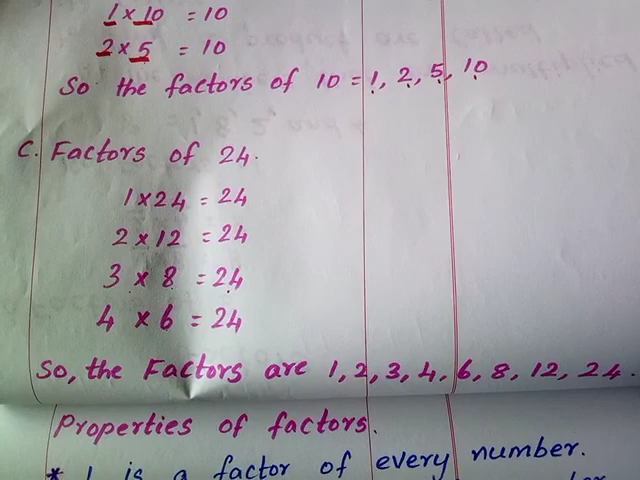 1 x 10 = 10
2 x 5 = 10
So the factors of 10 = 1, 2, 5, 10
C. Factors of 24.
1 x 24 = 24
2 x 12 = 24
3 x 8 = 24
4 x 6 = 24
So, the Factors are 1, 2, 3, 4, 6, 8, 12, 24.
Properties of factors.
* 1 is a factor of every number.